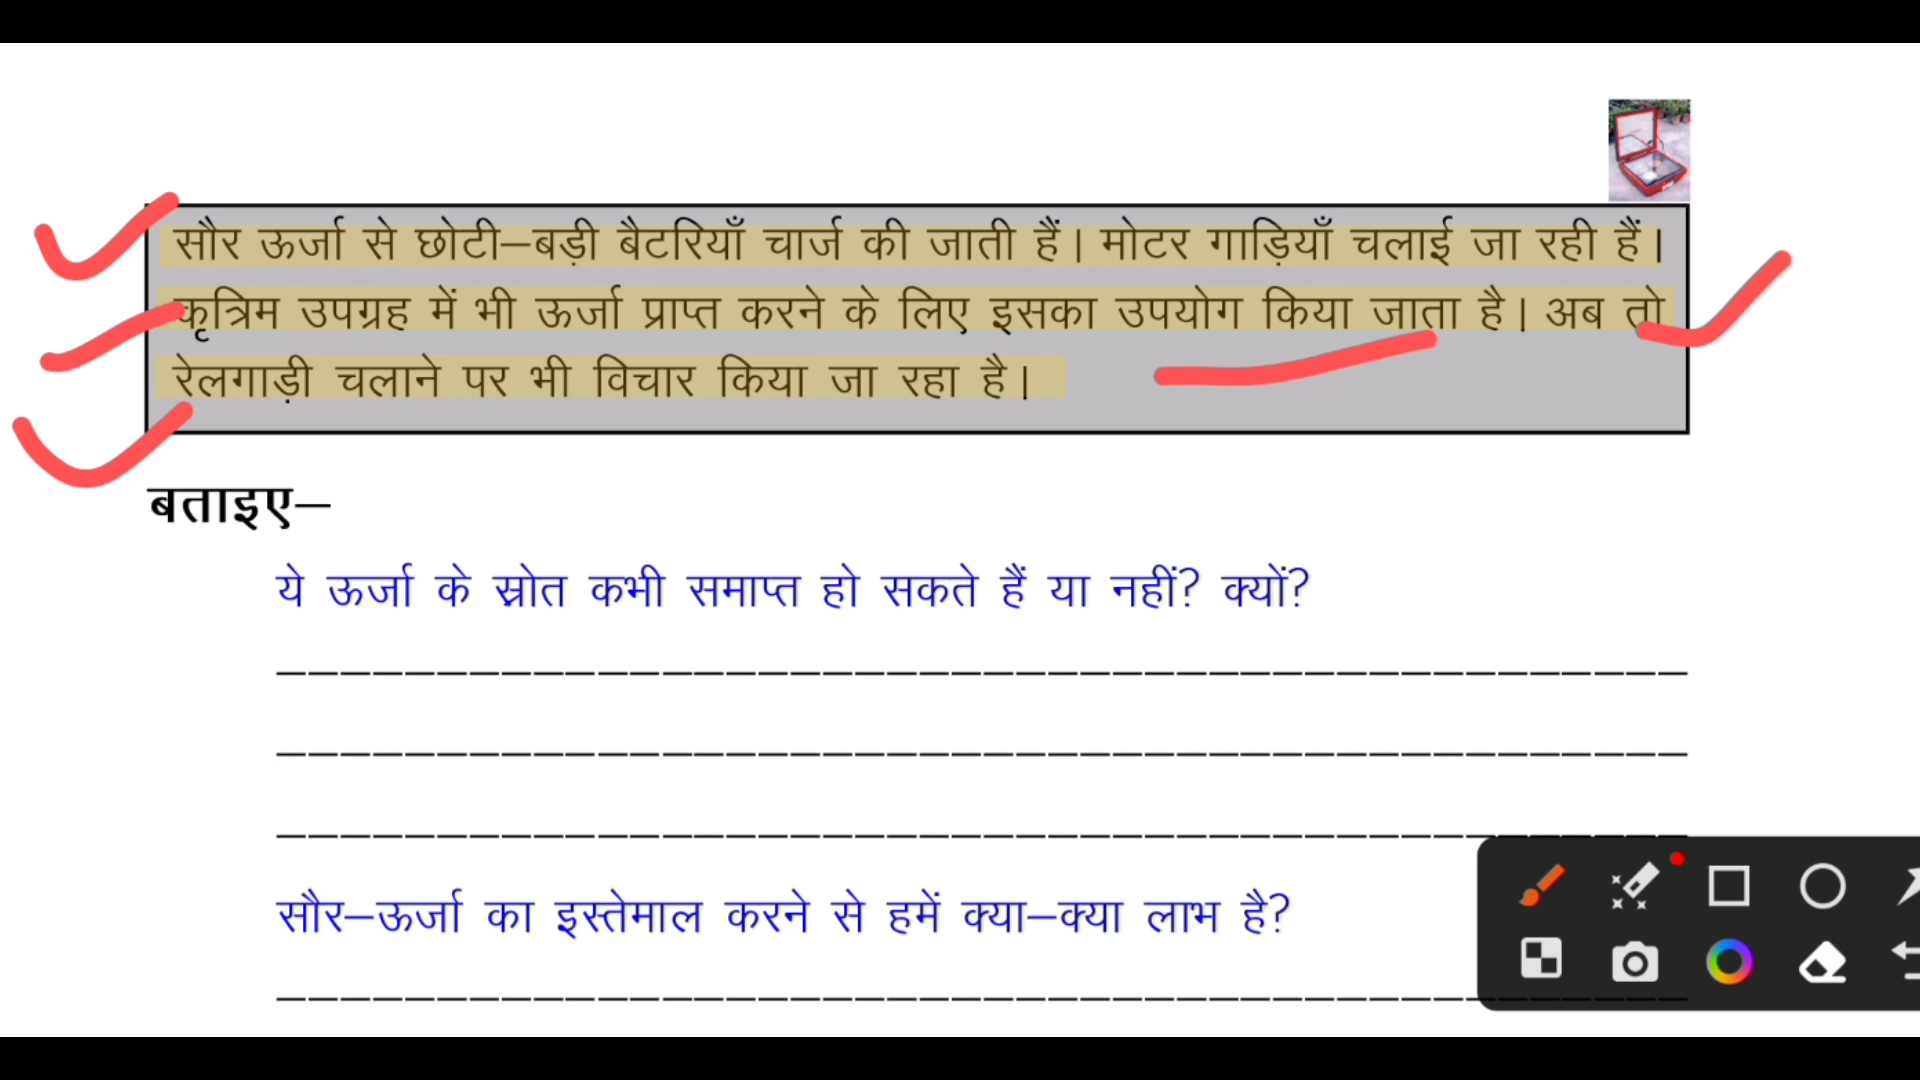 सौर ऊर्जा से छोटी–बड़ी बैटरियाँ चार्ज की जाती हैं। मोटर गाड़ियाँ चलाई जा रही हैं।
कृत्रिम उपग्रह में भी ऊर्जा प्राप्त करने के लिए इसका उपयोग किया जाता है। अब तो
रेलगाड़ी चलाने पर भी विचार किया जा रहा है।
बताइए–
ये ऊर्जा के स्रोत कभी समाप्त हो सकते हैं या नहीं? क्यों?
सौर–ऊर्जा का इस्तेमाल करने से हमें क्या–क्या लाभ है?